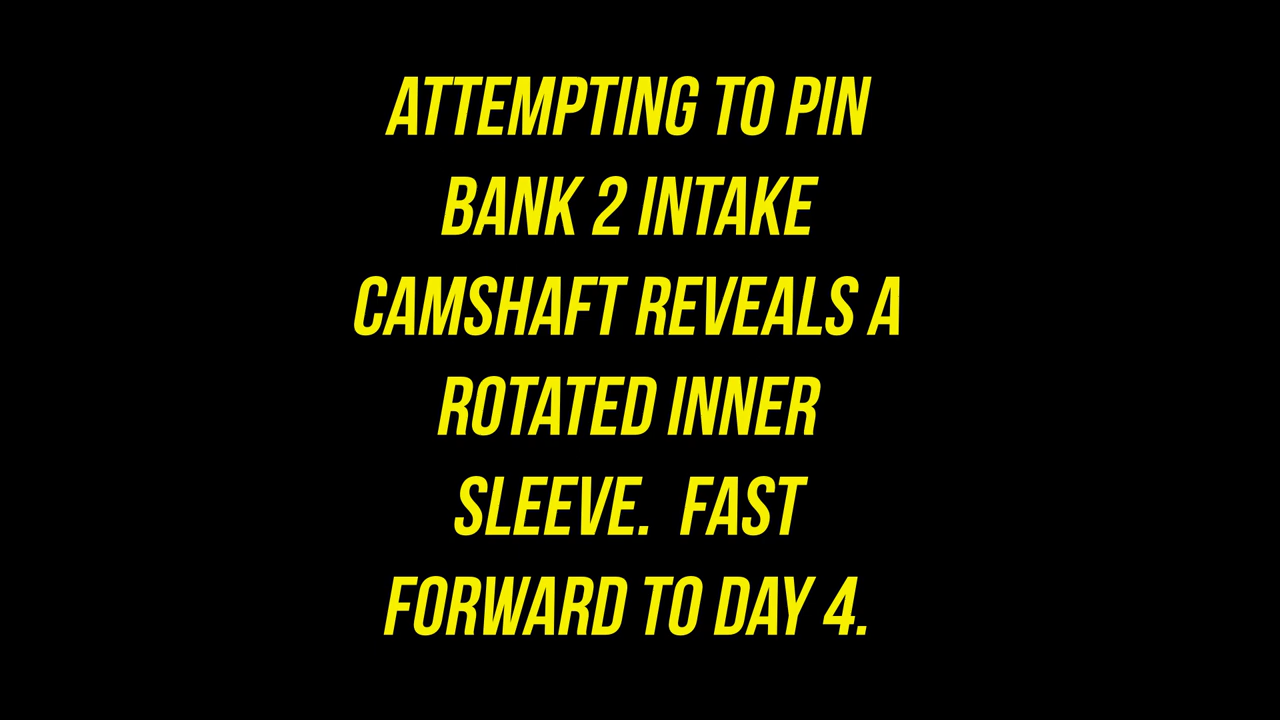 ATTEMPTING TO PIN
BANK 2 INTAKE
CAMSHAFT REVEALS A
ROTATED INNER
SLEEVE.  FAST
FORWARD TO DAY 4.